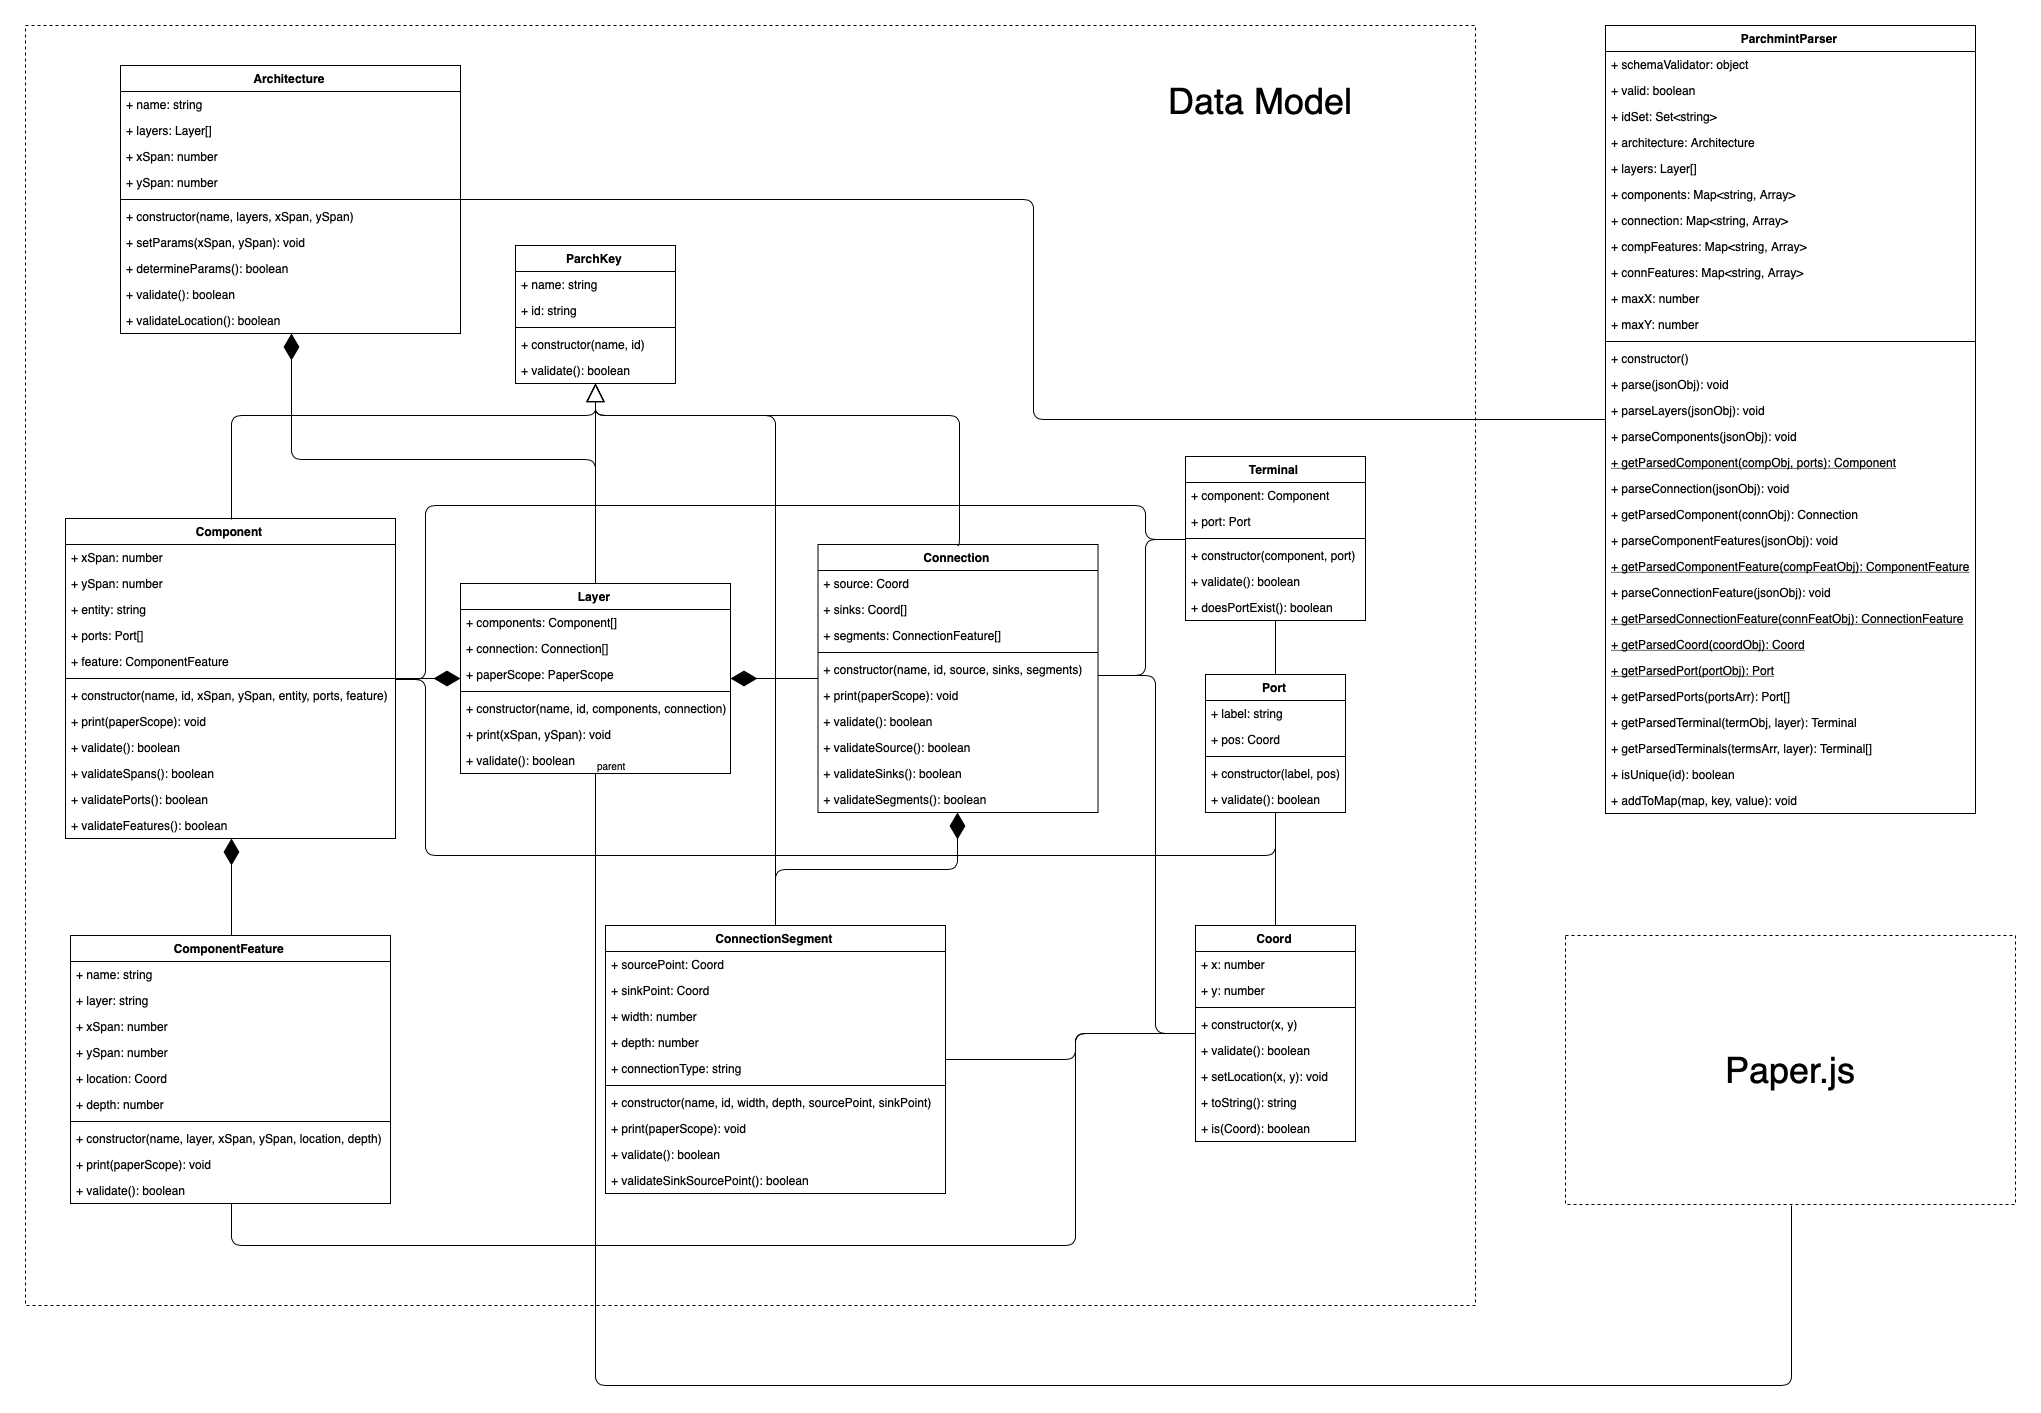 Data Model
Architecture
+ name: string
+ layers: Layer[]
+ xSpan: number
+ ySpan: number
+ constructor(name, layers, xSpan, ySpan)
+ setParams(xSpan, ySpan): void
+ determineParams(): boolean
+ validate(): boolean
+ validateLocation(): boolean
ParchKey
+ name: string
+ id: string
+ constructor(name, id)
+ validate(): boolean
Component
+ xSpan: number
+ ySpan: number
+ entity: string
+ ports: Port[]
+ feature: ComponentFeature
+ constructor(name, id, xSpan, ySpan, entity, ports, feature)
+ print(paperScope): void
+ validate(): boolean
+ validateSpans(): boolean
+ validatePorts(): boolean
+ validateFeatures(): boolean
Layer
+ components: Component[]
+ connection: Connection[]
+ paperScope: PaperScope
+ constructor(name, id, components, connection)
+ print(xSpan, ySpan): void
+ validate(): boolean
parent
Connection
+ source: Coord
+ sinks: Coord[]
+ segments: ConnectionFeature[]
+ constructor(name, id, source, sinks, segments)
+ print(paperScope): void
+ validate(): boolean
+ validateSource(): boolean
+ validateSinks(): boolean
+ validateSegments(): boolean
Terminal
+ component: Component
+ port: Port
+ constructor(component, port)
+ validate(): boolean
+ doesPortExist(): boolean
Port
+ label: string
+ pos: Coord
+ constructor(label, pos)
+ validate(): boolean
ComponentFeature
+ name: string
+ layer: string
+ xSpan: number
+ ySpan: number
+ location: Coord
+ depth: number
+ constructor(name, layer, xSpan, ySpan, location, depth)
+ print(paperScope): void
+ validate(): boolean
ConnectionSegment
+ sourcePoint: Coord
+ sinkPoint: Coord
+ width: number
+ depth: number
+ connectionType: string
+ constructor(name, id, width, depth, sourcePoint, sinkPoint)
+ print(paperScope): void
+ validate(): boolean
+ validateSinkSourcePoint(): boolean
Coord
+ x: number
+ y: number
+ constructor(x, y)
+ validate(): boolean
+ setLocation(x, y): void
+ toString(): string
+ is(Coord): boolean
ParchmintParser
+ schemaValidator: object
+ valid: boolean
+ idSet: Set<string>
+ architecture: Architecture
+ layers: Layer[]
+ components: Map<string, Array>
+ connection: Map<string, Array>
+ compFeatures: Map<string, Array>
+ connFeatures: Map<string, Array>
+ maxX: number
+ maxY: number
+ constructor()
+ parse(jsonObj): void
+ parseLayers(jsonObj): void
+ parseComponents(jsonObj): void
+ getParsedComponent(compObj, ports): Component
+ parseConnection(jsonObj): void
+ getParsedComponent(connObj): Connection
+ parseComponentFeatures(jsonObj): void
+ getParsedComponentFeature(compFeatObj): ComponentFeature
+ parseConnectionFeature(jsonObj): void
+ getParsedConnectionFeature(connFeatObj): ConnectionFeature
+ getParsedCoord(coordObj): Coord
+ getParsedPort(portObj): Port
+ getParsedPorts(portsArr): Port[]
+ getParsedTerminal(termObj, layer): Terminal
+ getParsedTerminals(termsArr, layer): Terminal[]
+ isUnique(id): boolean
+ addToMap(map, key, value): void
Paper.js